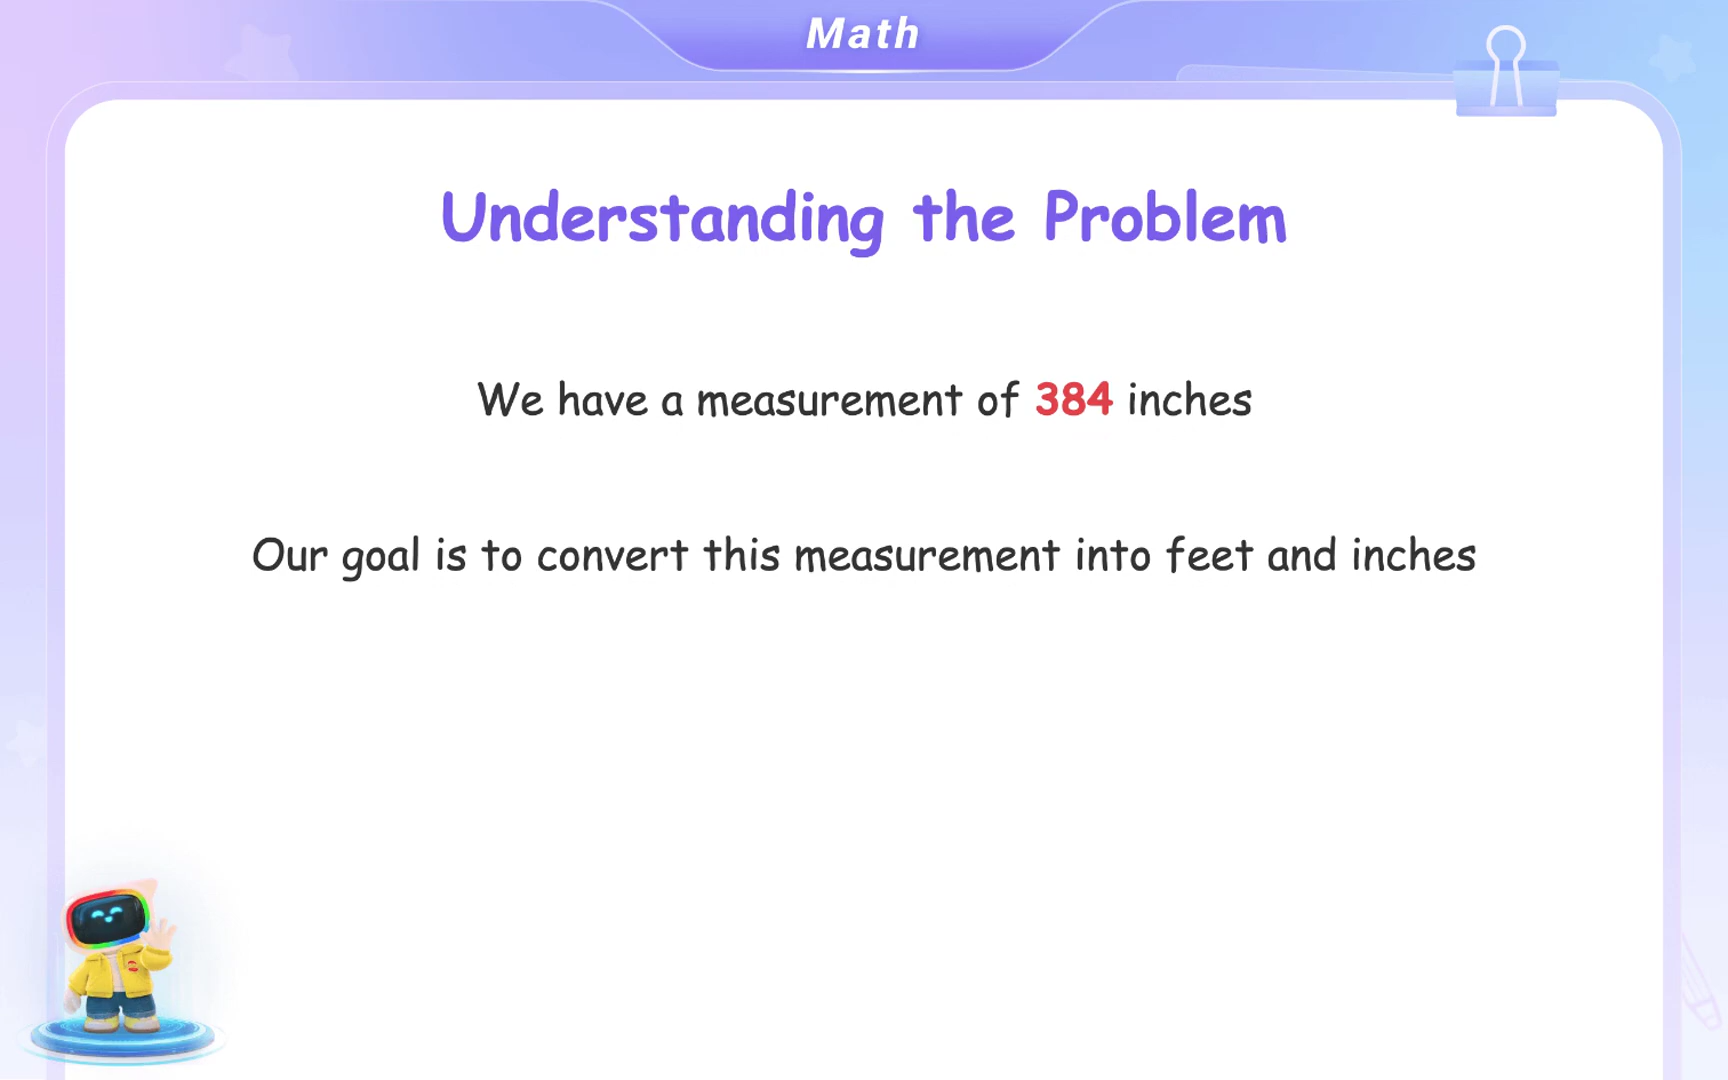 Math
Understanding the Problem
We have a measurement of 384 inches
Our goal is to convert this measurement into feet and inches